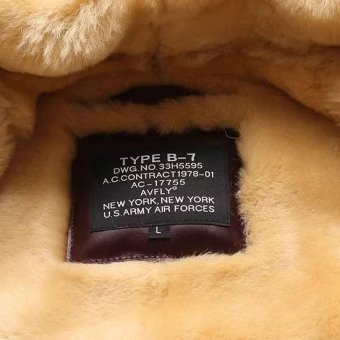 TYPE B-7
DWG.NO.33H5595
A.C.CONTRACT1978-01
AC-17755
AVFLY®
NEW YORK, NEW YORK
U.S.ARMY AIR FORCES
L